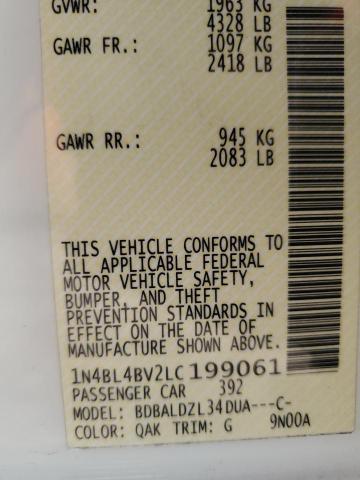 GVWR: 1963 KG
4328 LB
GAWR FR.: 1097 KG
2418 LB
GAWR RR.: 945 KG
2083 LB
THIS VEHICLE CONFORMS TO
ALL APPLICABLE FEDERAL
MOTOR VEHICLE SAFETY,
BUMPER, AND THEFT
PREVENTION STANDARDS IN
EFFECT ON THE DATE OF
MANUFACTURE SHOWN ABOVE.
1N4BL4BV2LC199061
PASSENGER CAR 392
MODEL: BDBALDZL34DUA---C-
COLOR: QAK TRIM: G 9N00A